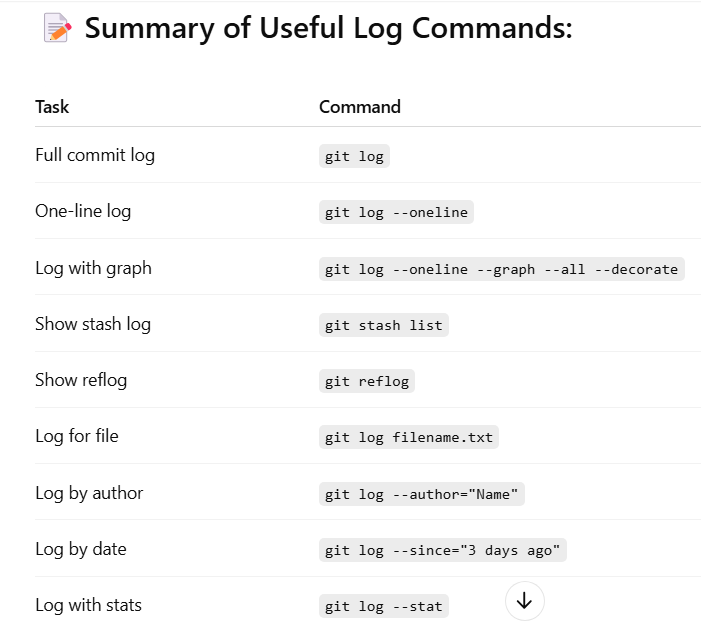 📝 Summary of Useful Log Commands:
Task Command
Full commit log git log
One-line log git log --oneline
Log with graph git log --oneline --graph --all --decorate
Show stash log git stash list
Show reflog git reflog
Log for file git log filename.txt
Log by author git log --author="Name"
Log by date git log --since="3 days ago"
Log with stats git log --stat